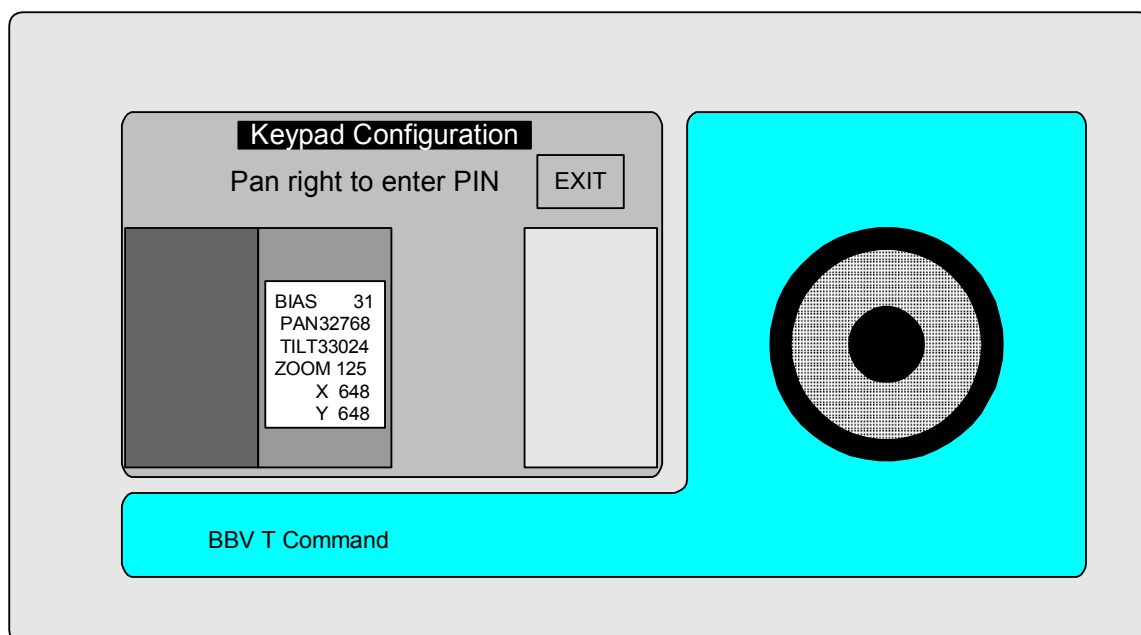 Keypad Configuration
Pan right to enter PIN
EXIT
BIAS 31
PAN32768
TILT33024
ZOOM 125
X 648
Y 648
BBV T Command